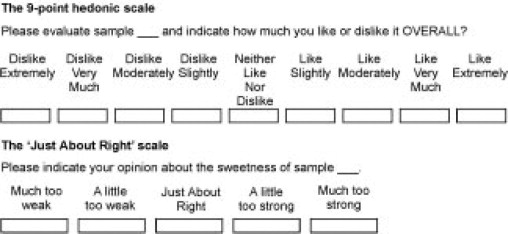 The 9-point hedonic scale
Please evaluate sample ___ and indicate how much you like or dislike it OVERALL?
Dislike Dislike Dislike Dislike Neither Like Like Like Like
Extremely Very Moderately Slightly Like Slightly Moderately Very Extremely
Much Nor Much
Dislike
The 'Just About Right' scale
Please indicate your opinion about the sweetness of sample ___.
Much too A little Just About A little Much too
weak too weak Right too strong strong